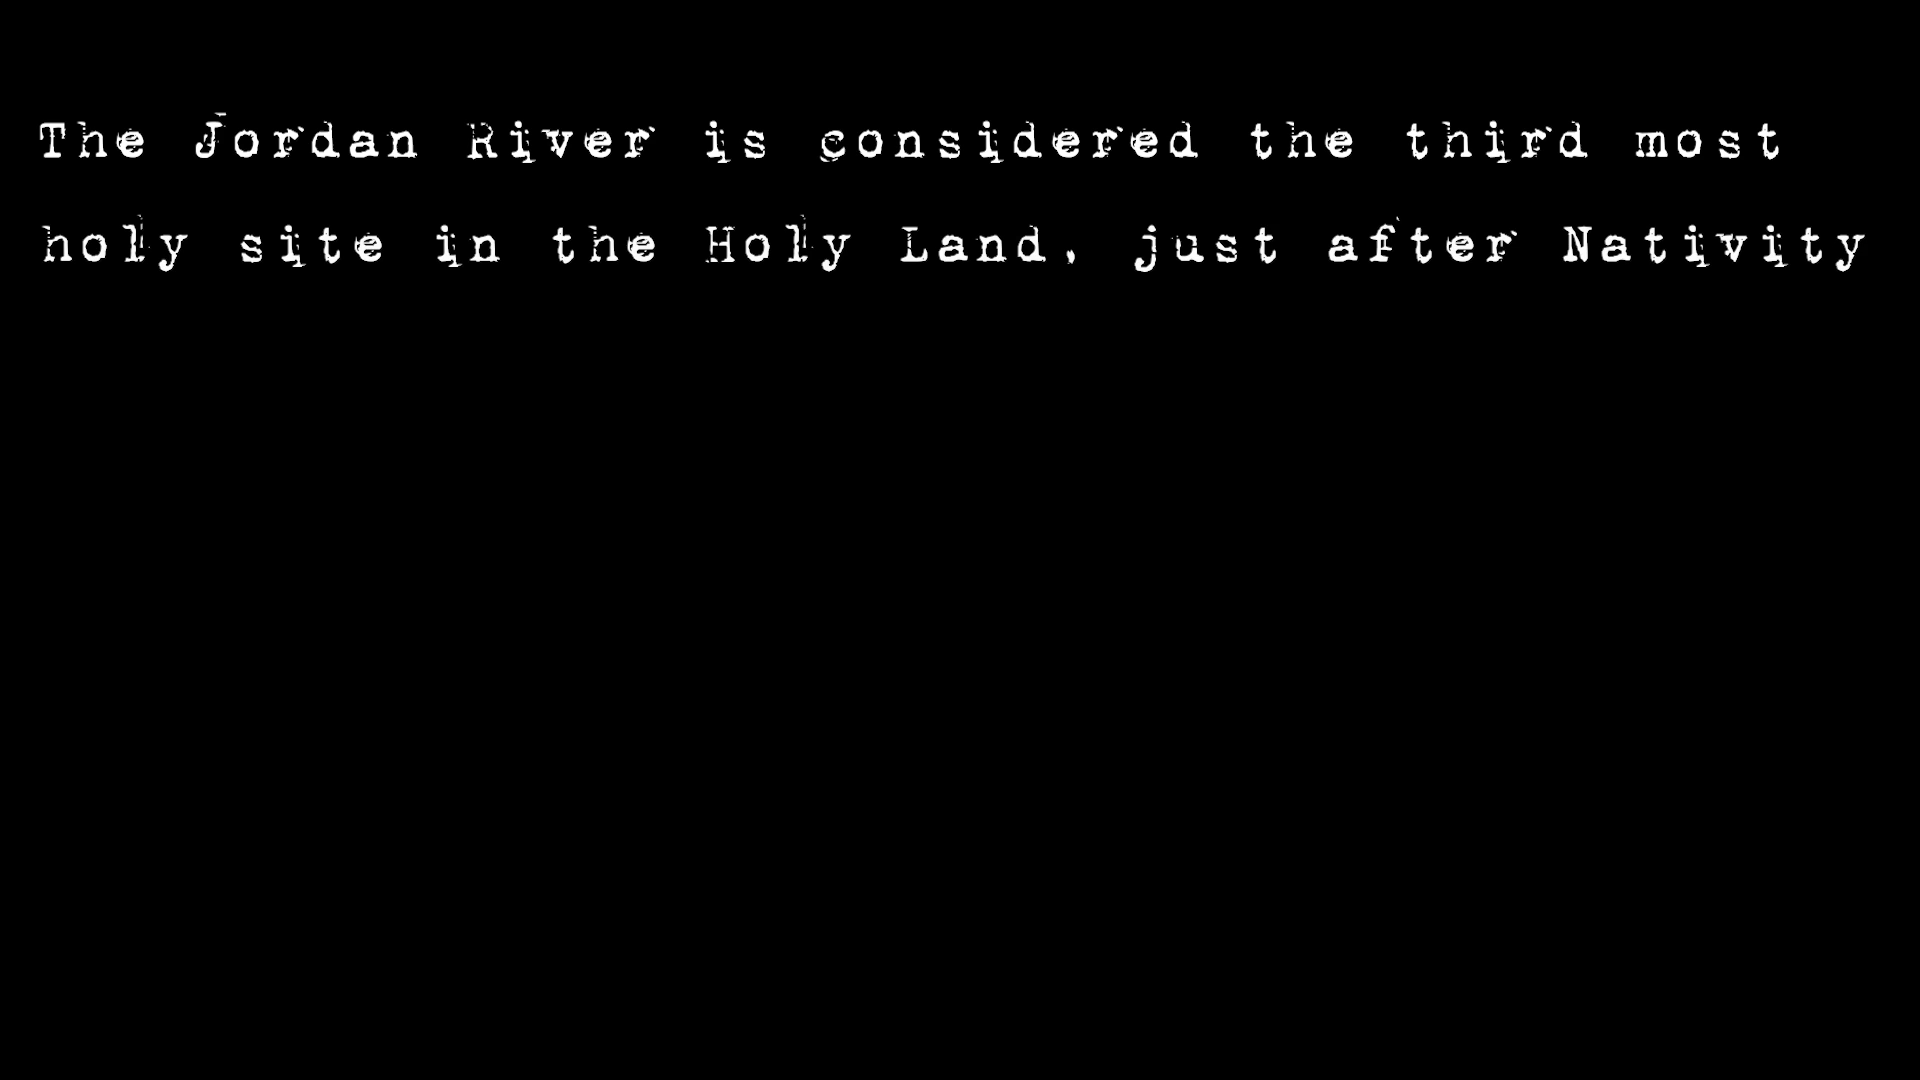 The Jordan River is considered the third most
holy site in the Holy Land, just after Nativity